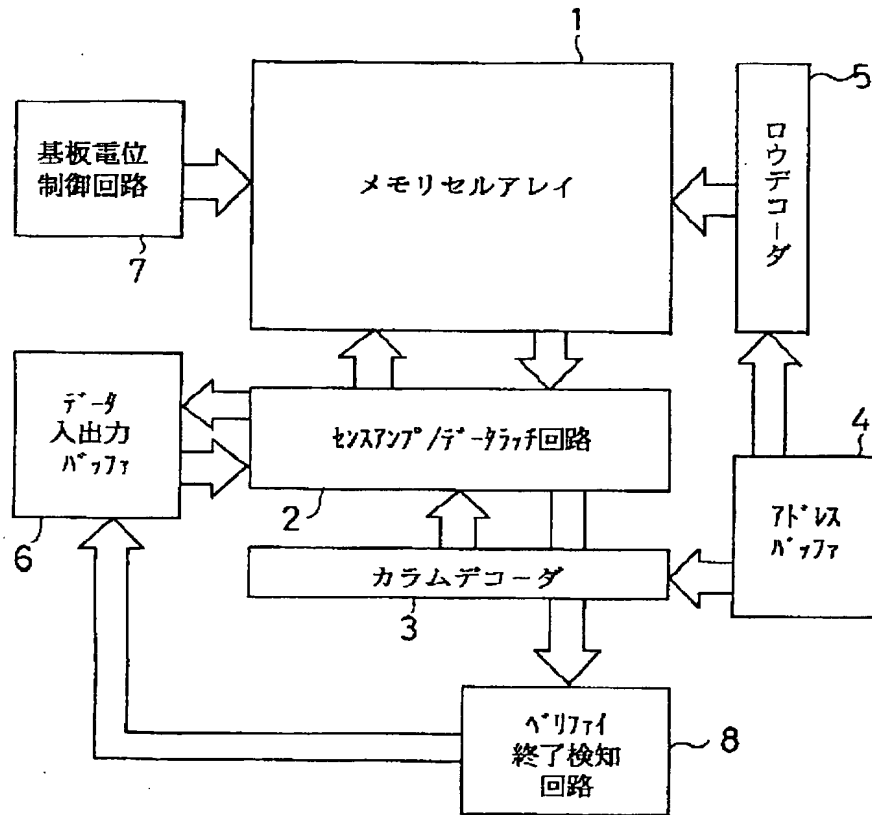 1
メモリセルアレイ
5
ロウデコーダ
基板電位
制御回路
7
データ
入出力
バッファ
6
センスアンプ/データラッチ回路
2
4
アドレス
バッファ
カラムデコーダ
3
ベリファイ
終了検知
回路
8